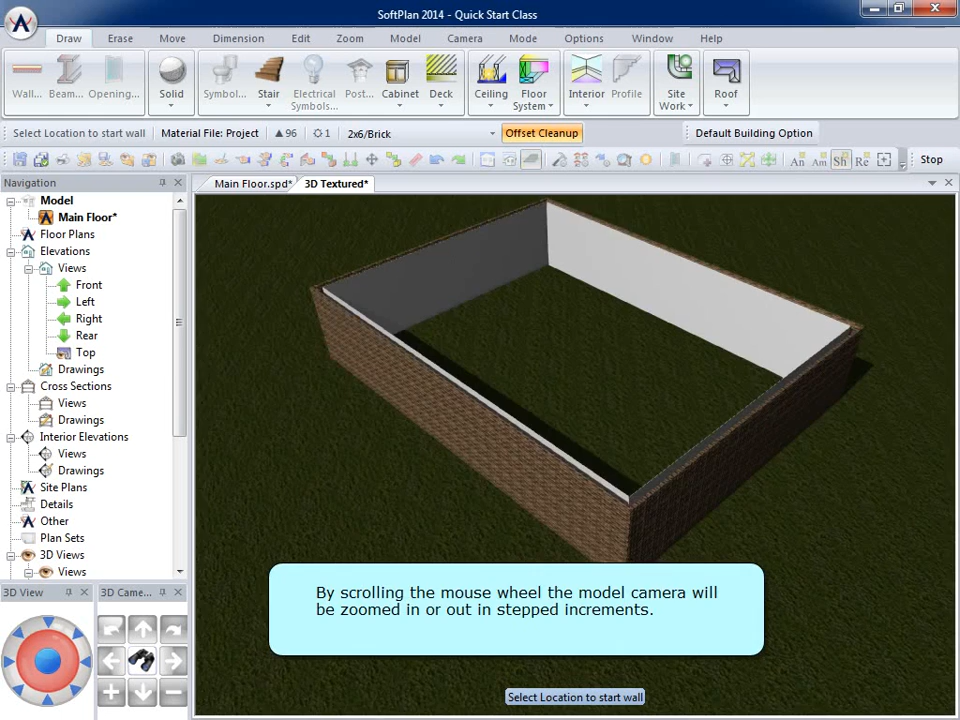 SoftPlan 2014 - Quick Start Class
Draw Erase Move Dimension Edit Zoom Model Camera Mode Options Window Help
Wall... Beam... Opening... Solid Symbol... Stair Electrical Symbols... Post... Cabinet Deck Ceiling Floor System Interior Profile Site Work Roof
Select Location to start wall Material File: Project 96 1 2x6/Brick Offset Cleanup Default Building Option
An Am Sh Re Stop
Navigation
Main Floor.spd* 3D Textured*
Model
Main Floor*
Floor Plans
Elevations
Views
Front
Left
Right
Rear
Top
Drawings
Cross Sections
Views
Drawings
Interior Elevations
Views
Drawings
Site Plans
Details
Other
Plan Sets
3D Views
Views
3D View 3D Came...
By scrolling the mouse wheel the model camera will
be zoomed in or out in stepped increments.
Select Location to start wall